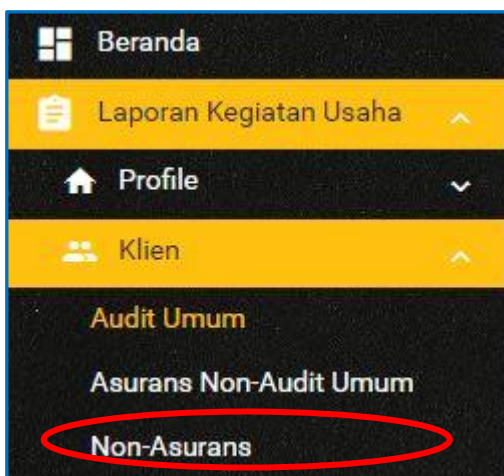 Beranda
Laporan Kegiatan Usaha
Profile
Klien
Audit Umum
Asurans Non-Audit Umum
Non-Asurans